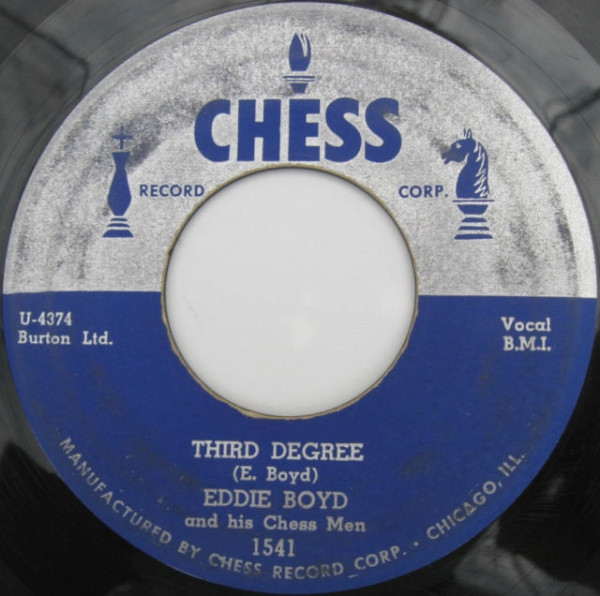 CHESS
RECORD CORP.
U-4374
Burton Ltd.
Vocal
B.M.I.
THIRD DEGREE
(E. Boyd)
EDDIE BOYD
and his Chess Men
1541
MANUFACTURED BY CHESS RECORD CORP. • CHICAGO, ILL.